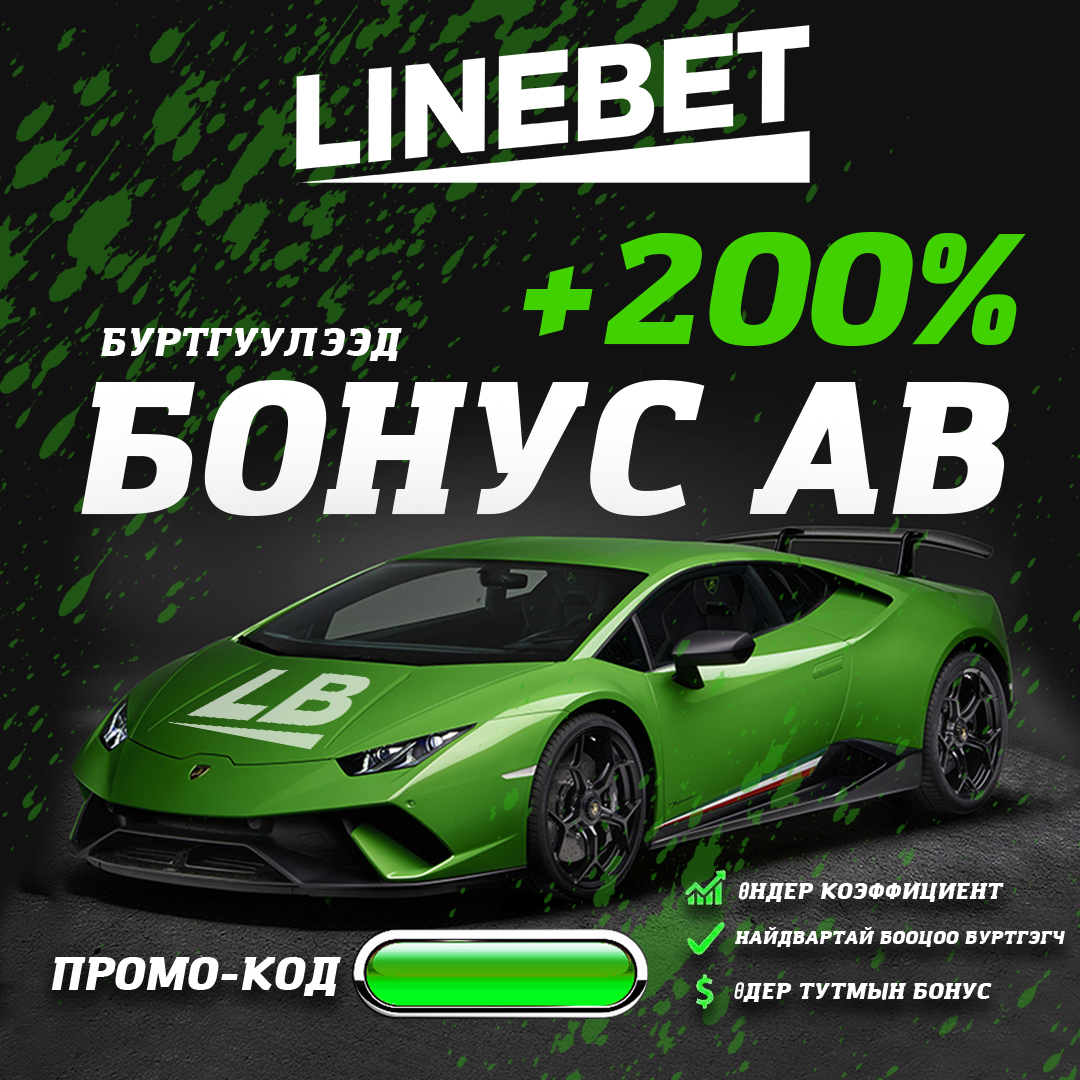 LINEBET
+200%
БУРТГУУЛЭЭД
БОНУС АВ
LB
ӨНДЕР КОЭФФИЦИЕНТ
НАЙДВАРТАЙ БООЦОО БУРТГЭГЧ
ПРОМО-КОД
ӨДЕР ТУТМЫН БОНУС